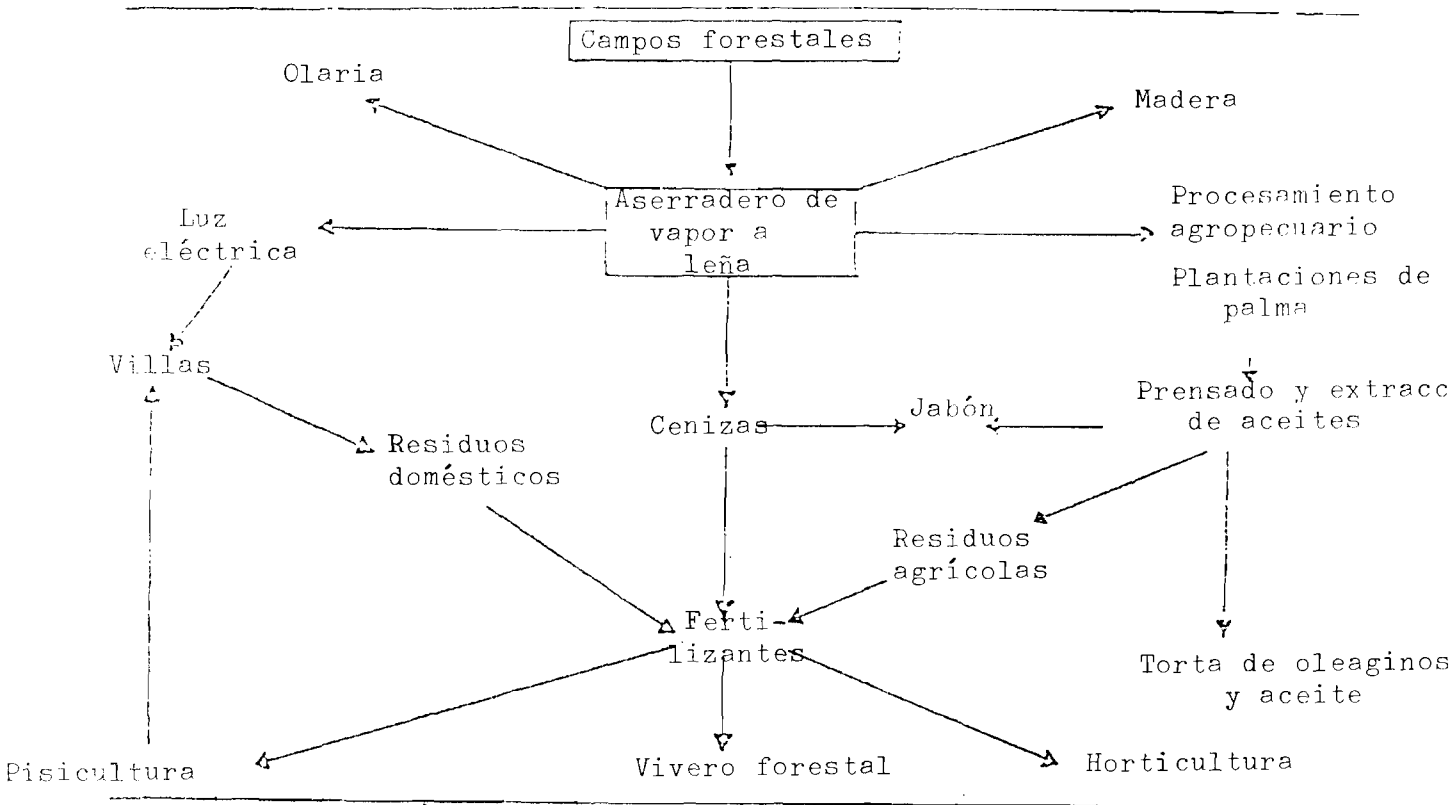 Campos forestales
Olaria
Madera
Aserradero de
vapor a
leña
Procesamiento
agropecuario
Luz
eléctrica
Plantaciones de
palma
Villas
Prensado y extracc
de aceites
Cenizas
Jabón
Residuos
domésticos
Residuos
agrícolas
Ferti-
lizantes
Torta de oleaginos
y aceite
Pisicultura
Vivero forestal
Horticultura